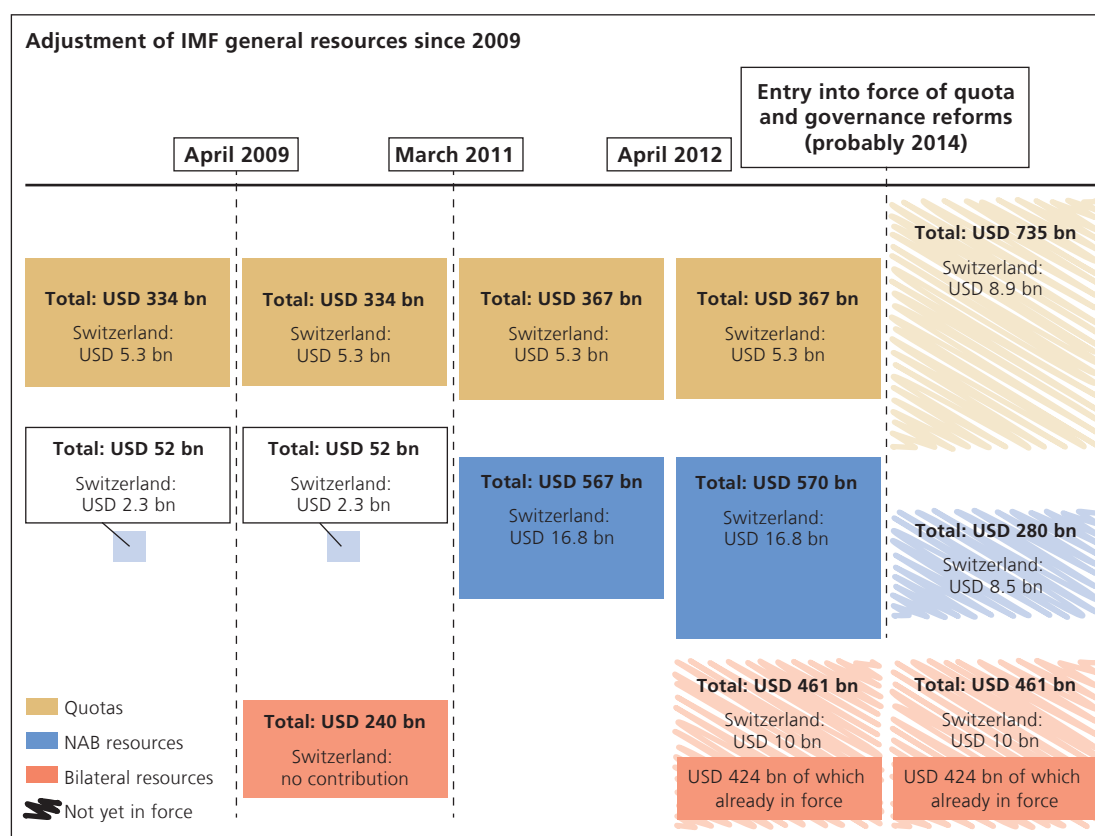 Adjustment of IMF general resources since 2009
Entry into force of quota
and governance reforms
(probably 2014)
April 2009
March 2011
April 2012
Total: USD 334 bn
Switzerland:
USD 5.3 bn
Total: USD 334 bn
Switzerland:
USD 5.3 bn
Total: USD 367 bn
Switzerland:
USD 5.3 bn
Total: USD 367 bn
Switzerland:
USD 5.3 bn
Total: USD 735 bn
Switzerland:
USD 8.9 bn
Total: USD 52 bn
Switzerland:
USD 2.3 bn
Total: USD 52 bn
Switzerland:
USD 2.3 bn
Total: USD 567 bn
Switzerland:
USD 16.8 bn
Total: USD 570 bn
Switzerland:
USD 16.8 bn
Total: USD 280 bn
Switzerland:
USD 8.5 bn
Total: USD 240 bn
Switzerland:
no contribution
Total: USD 461 bn
Switzerland:
USD 10 bn
USD 424 bn of which
already in force
Total: USD 461 bn
Switzerland:
USD 10 bn
USD 424 bn of which
already in force
Quotas
NAB resources
Bilateral resources
Not yet in force